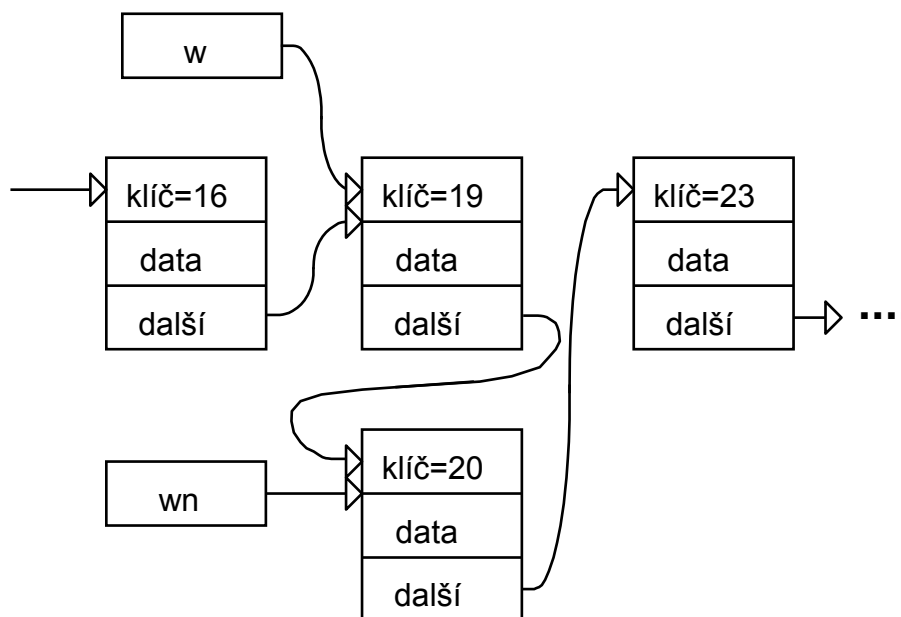 w
klíč=16
data
další
klíč=19
data
další
klíč=23
data
další
...
wn
klíč=20
data
další